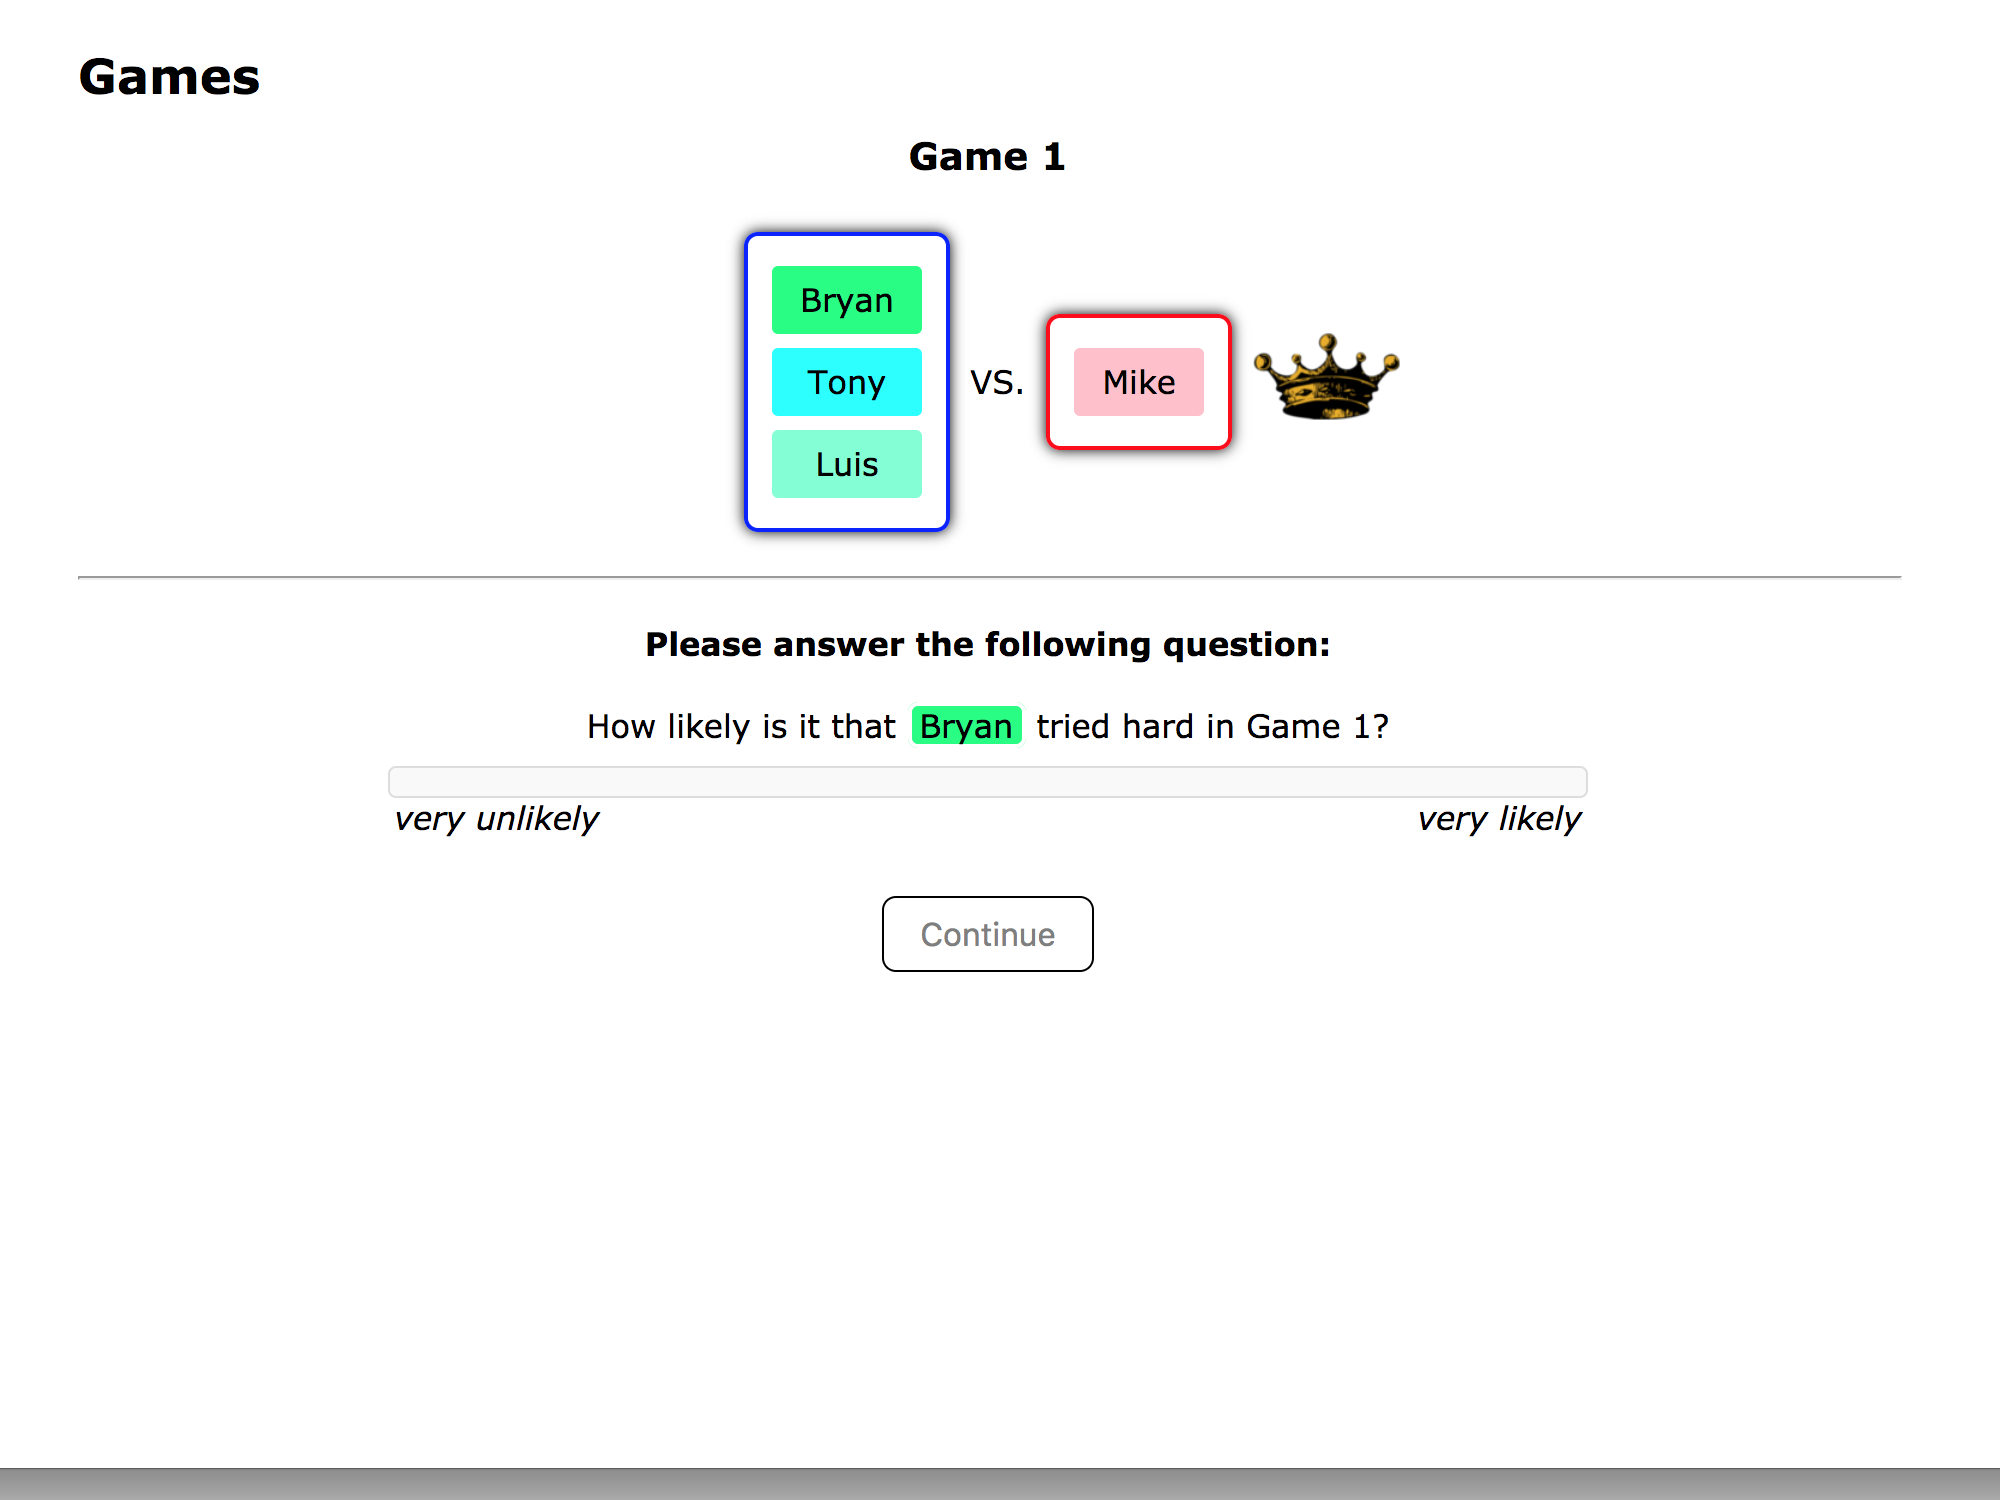 Games
Game 1
Bryan
Tony
Luis
VS.
Mike
Please answer the following question:
How likely is it that Bryan tried hard in Game 1?
very unlikely
very likely
Continue